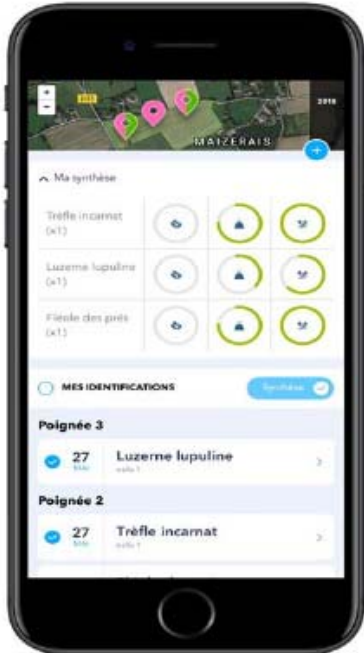 +
-
2016
MAIZERAIS
+
Ma synthèse
Trèfle incarnat
(x1)
Luzerne lupuline
(x1)
Fléole des prés
(x1)
MES IDENTIFICATIONS
Synthèse
Poignée 3
27
Luzerne lupuline
Poignée 2
27
Trèfle incarnat